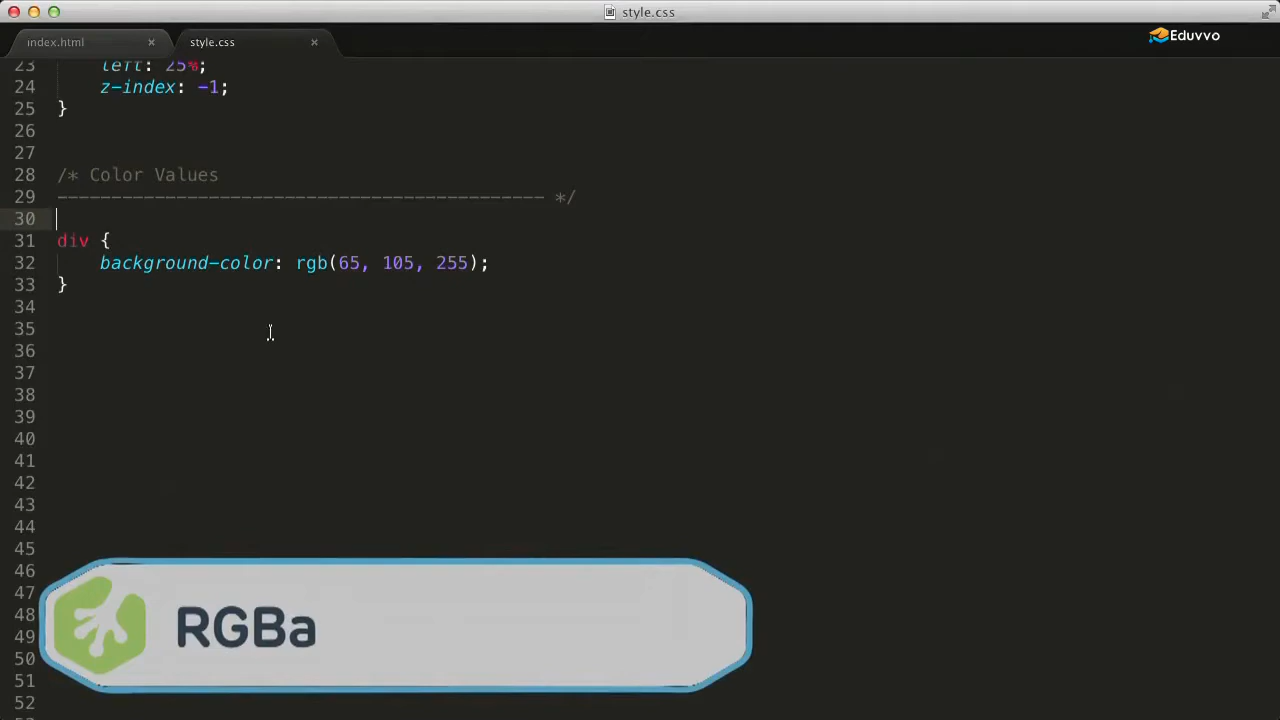 style.css
index.html × style.css ×
Eduvvo
23 left: 25%;
24 z-index: -1;
25 }
26
27
28 /* Color Values
29 --------------------------------------------- */
30
31 div {
32 background-color: rgb(65, 105, 255);
33 }
34
35
36
37
38
39
40
41
42
43
44
45
46
47
48
49
50
51
52
RGBa